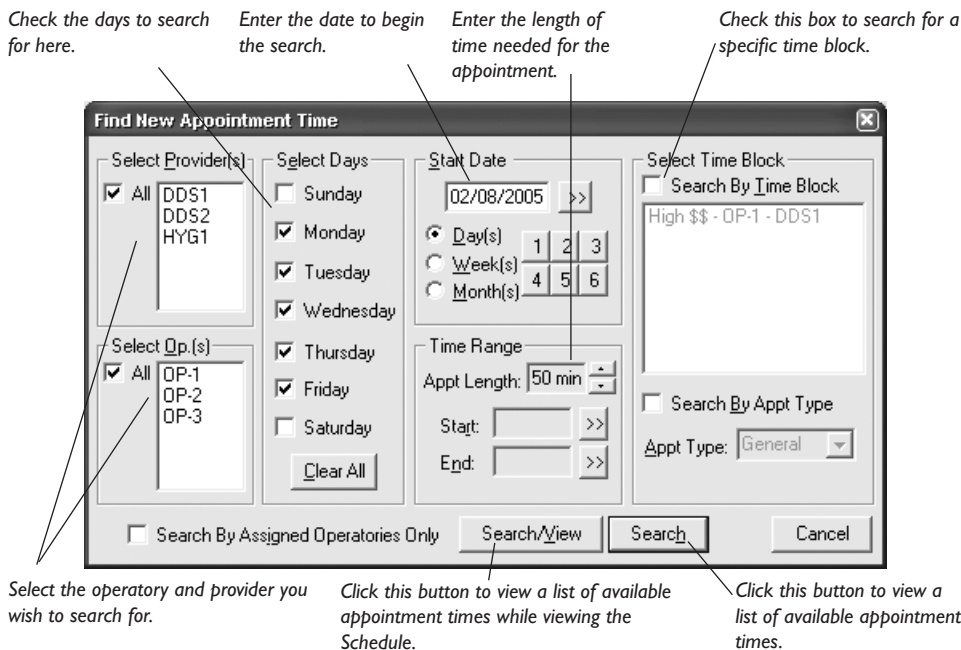 Check the days to search
for here.
Enter the date to begin
the search.
Enter the length of
time needed for the
appointment.
Check this box to search for a
specific time block.
Find New Appointment Time
Select Provider(s)
All
DDS1
DDS2
HYG1
Select Op.(s)
All
OP-1
OP-2
OP-3
Select Days
Sunday
Monday
Tuesday
Wednesday
Thursday
Friday
Saturday
Clear All
Start Date
02/08/2005 >>
Day(s)
Week(s)
Month(s)
1 2 3
4 5 6
Time Range
Appt Length: 50 min
Start: >>
End: >>
Select Time Block
Search By Time Block
High $$ - OP-1 - DDS1
Search By Appt Type
Appt Type: General
Search By Assigned Operatories Only
Search/View
Search
Cancel
Select the operatory and provider you
wish to search for.
Click this button to view a list of available
appointment times while viewing the
Schedule.
Click this button to view a
list of available appointment
times.